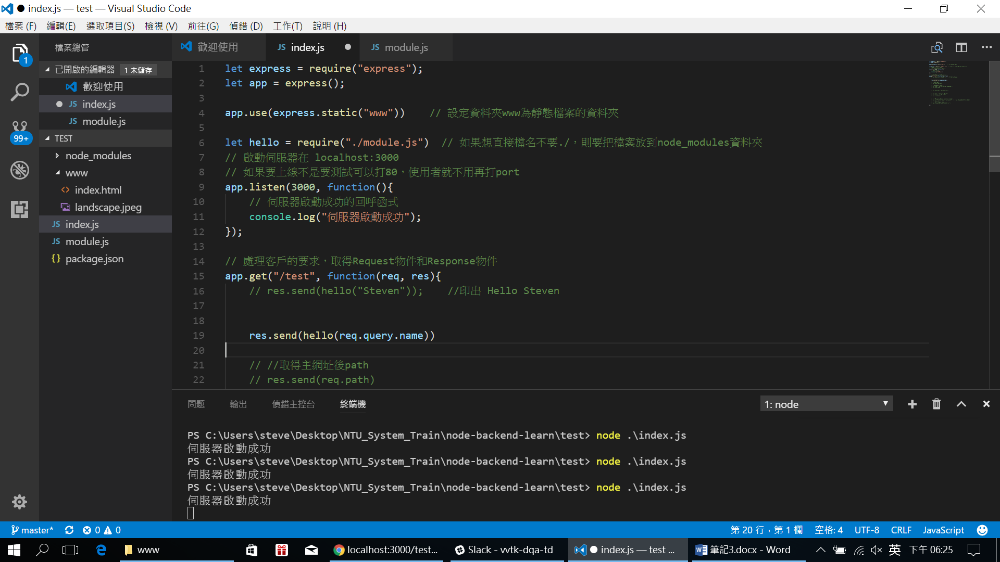 ● index.js — test — Visual Studio Code
檔案 (F) 編輯(E) 選取項目(S) 檢視 (V) 前往(G) 偵錯 (D) 工作(T) 說明 (H)
1
99+
檔案總管
已開啟的編輯器 1 未儲存
歡迎使用
JS index.js
JS module.js
TEST
node_modules
www
<> index.html
landscape.jpeg
JS index.js
JS module.js
{} package.json
歡迎使用 JS index.js ● JS module.js
1 let express = require("express");
2 let app = express();
3
4 app.use(express.static("www")) // 設定資料夾www為靜態檔案的資料夾
5
6 let hello = require("./module.js") // 如果想直接檔名不要./，則要把檔案放到node_modules資料夾
7 // 啟動伺服器在 localhost:3000
8 // 如果要上線不是要測試可以打80，使用者就不用再打port
9 app.listen(3000, function(){
10 // 伺服器啟動成功的回呼函式
11 console.log("伺服器啟動成功");
12 });
13
14 // 處理客戶的要求，取得Request物件和Response物件
15 app.get("/test", function(req, res){
16 // res.send(hello("Steven")); //印出 Hello Steven
17
18
19 res.send(hello(req.query.name))
20
21 // //取得主網址後path
22 // res.send(req.path)
問題 輸出 偵錯主控台 終端機 1: node
PS C:\Users\steve\Desktop\NTU_System_Train\node-backend-learn\test> node .\index.js
伺服器啟動成功
PS C:\Users\steve\Desktop\NTU_System_Train\node-backend-learn\test> node .\index.js
伺服器啟動成功
PS C:\Users\steve\Desktop\NTU_System_Train\node-backend-learn\test> node .\index.js
伺服器啟動成功
master* 0 0 第 20 行，第 1 欄 空格: 4 UTF-8 CRLF JavaScript
www localhost:3000/test... Slack - vvtk-dqa-td ● index.js — test ... 筆記3.docx - Word 英 下午 06:25